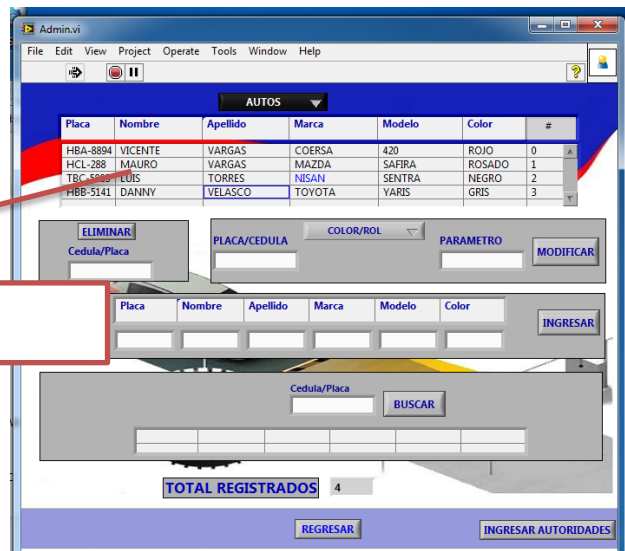 Admin.vi
File Edit View Project Operate Tools Window Help
AUTOS
Placa Nombre Apellido Marca Modelo Color #
HBA-8894 VICENTE VARGAS COERSA 420 ROJO 0
HCL-288 MAURO VARGAS MAZDA SAFIRA ROSADO 1
LUIS TORRES NISAN SENTRA NEGRO 2
HBB-5141 DANNY VELASCO TOYOTA YARIS GRIS 3
ELIMINAR
Cedula/Placa
PLACA/CEDULA COLOR/ROL PARAMETRO MODIFICAR
Placa Nombre Apellido Marca Modelo Color
INGRESAR
Cedula/Placa
BUSCAR
TOTAL REGISTRADOS 4
REGRESAR INGRESAR AUTORIDADES